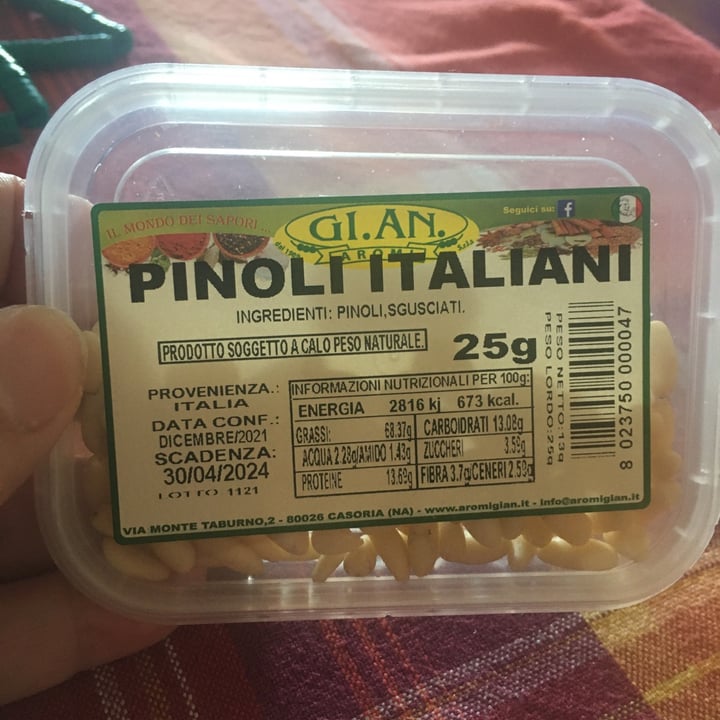 IL MONDO DEI SAPORI...
GI.AN.
AROMI
S.r.l.
Seguici su: f
PINOLI ITALIANI
INGREDIENTI: PINOLI,SGUSCIATI.
PRODOTTO SOGGETTO A CALO PESO NATURALE.
25g
PROVENIENZA.:
ITALIA
DATA CONF.:
DICEMBRE/2021
SCADENZA:
30/04/2024
LOTTO 1121
INFORMAZIONI NUTRIZIONALI PER 100g:
ENERGIA 2816 kj 673 kcal.
GRASSI: 68.37g CARBOIDRATI 13.08g
ACQUA 2 28g/AMIDO 1.43g ZUCCHERI 3.59g
PROTEINE 13.69g FIBRA 3.7g/CENERI 2.59g
PESO NETTO:13g
PESO LORDO:25g
8 023750 000047
VIA MONTE TABURNO,2 - 80026 CASORIA (NA) - www.aromigian.it - info@aromigian.it